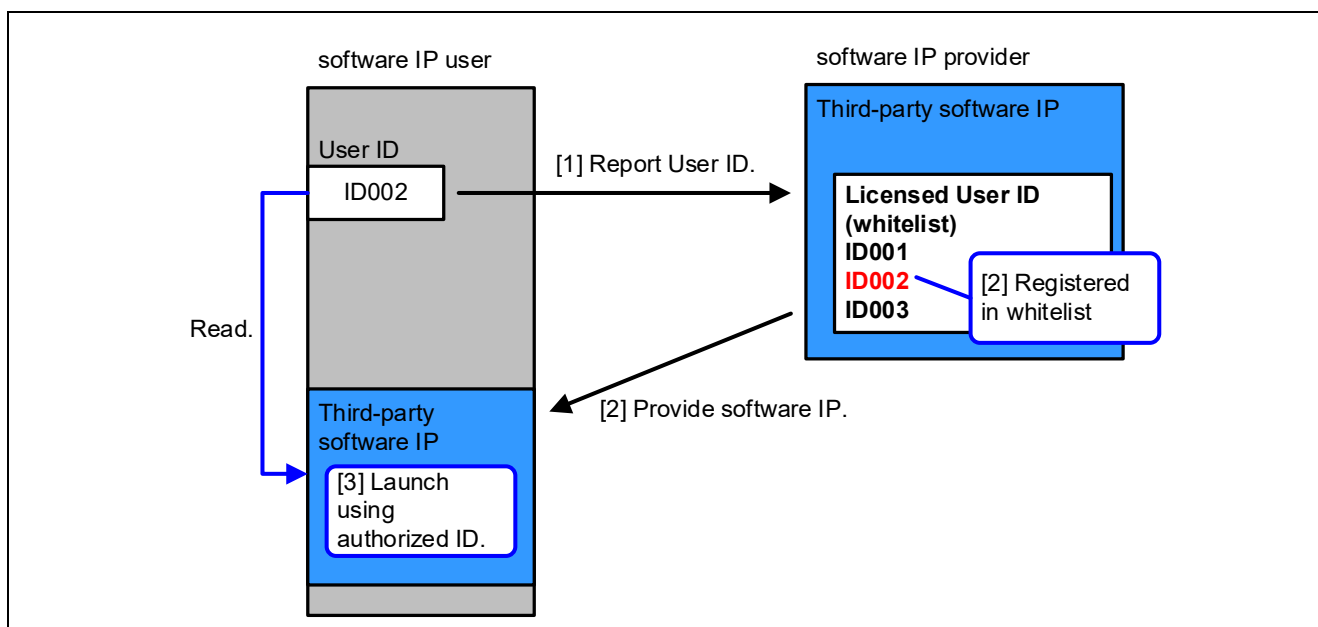 software IP user
software IP provider
Third-party software IP
User ID
ID002
[1] Report User ID.
Licensed User ID
(whitelist)
ID001
ID002
ID003
[2] Registered
in whitelist
Read.
[2] Provide software IP.
Third-party
software IP
[3] Launch
using
authorized ID.